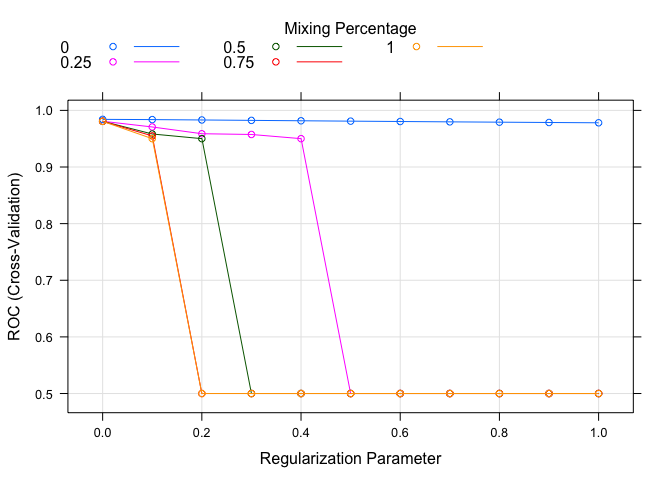 Mixing Percentage
0 0.5 1
0.25 0.75
1.0
0.9
0.8
0.7
0.6
0.5
ROC (Cross-Validation)
0.0 0.2 0.4 0.6 0.8 1.0
Regularization Parameter